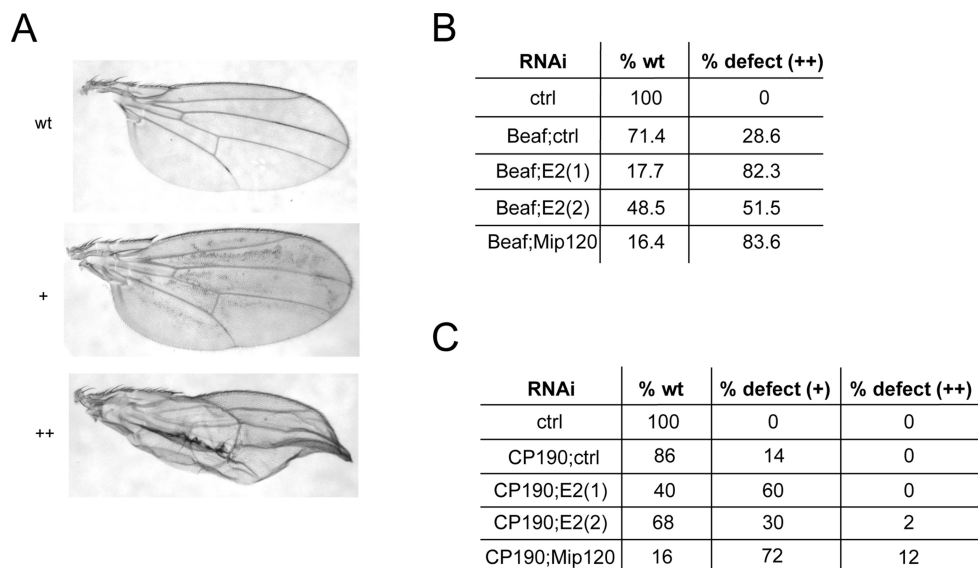 A
wt
+
++
B
RNAi % wt % defect (++)
ctrl 100 0
Beaf;ctrl 71.4 28.6
Beaf;E2(1) 17.7 82.3
Beaf;E2(2) 48.5 51.5
Beaf;Mip120 16.4 83.6
C
RNAi % wt % defect (+) % defect (++)
ctrl 100 0 0
CP190;ctrl 86 14 0
CP190;E2(1) 40 60 0
CP190;E2(2) 68 30 2
CP190;Mip120 16 72 12